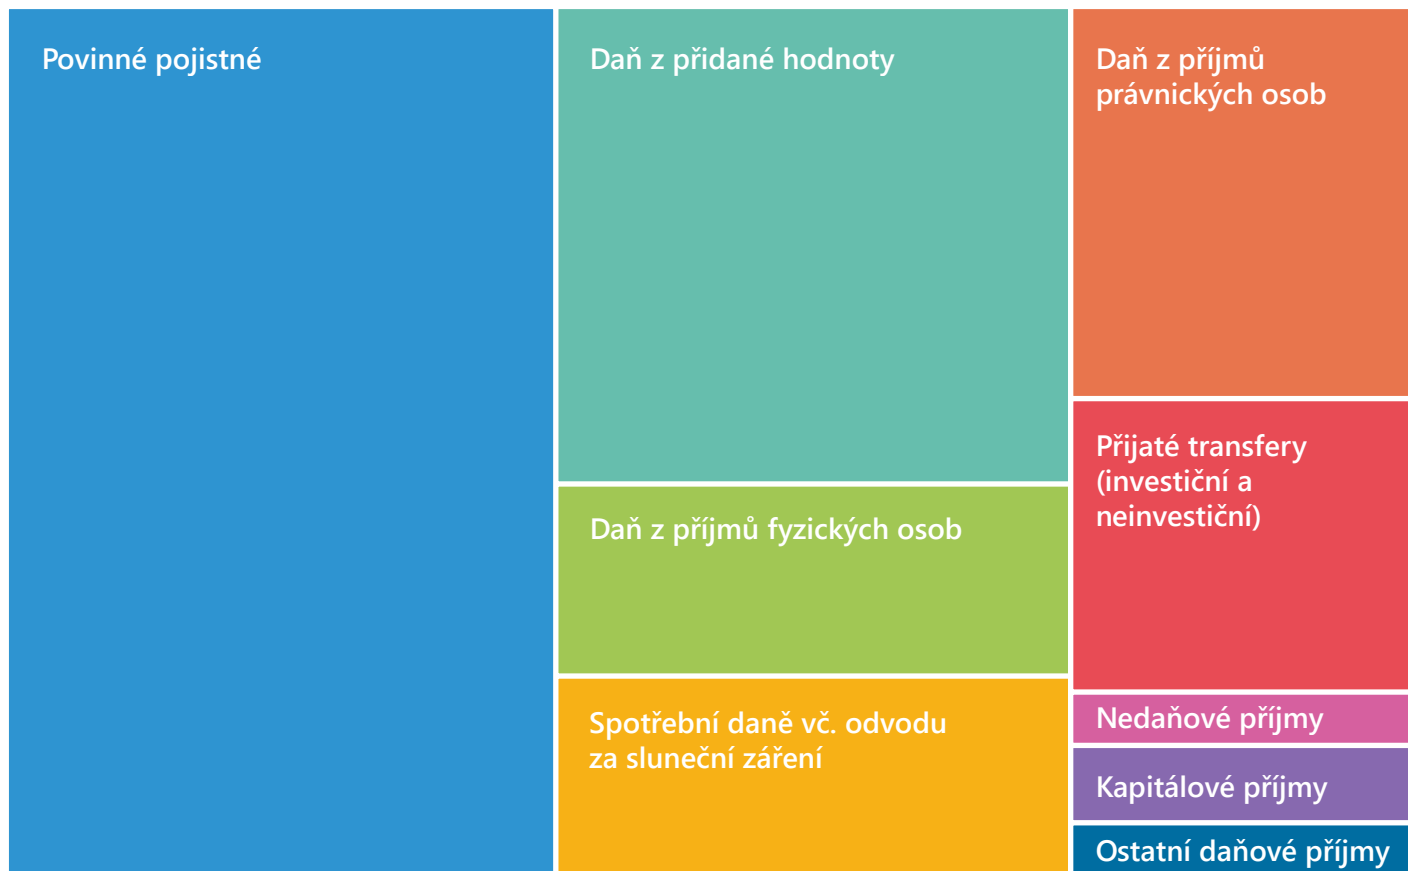 Povinné pojistné
Daň z přidané hodnoty
Daň z příjmů fyzických osob
Spotřební daně vč. odvodu
za sluneční záření
Daň z příjmů
právnických osob
Přijaté transfery
(investiční a
neinvestiční)
Nedaňové příjmy
Kapitálové příjmy
Ostatní daňové příjmy